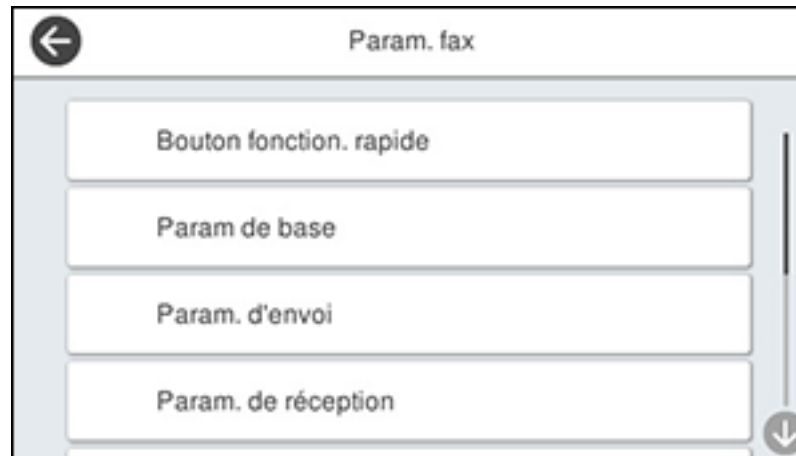 Param. fax
Bouton fonction. rapide
Param de base
Param. d'envoi
Param. de réception